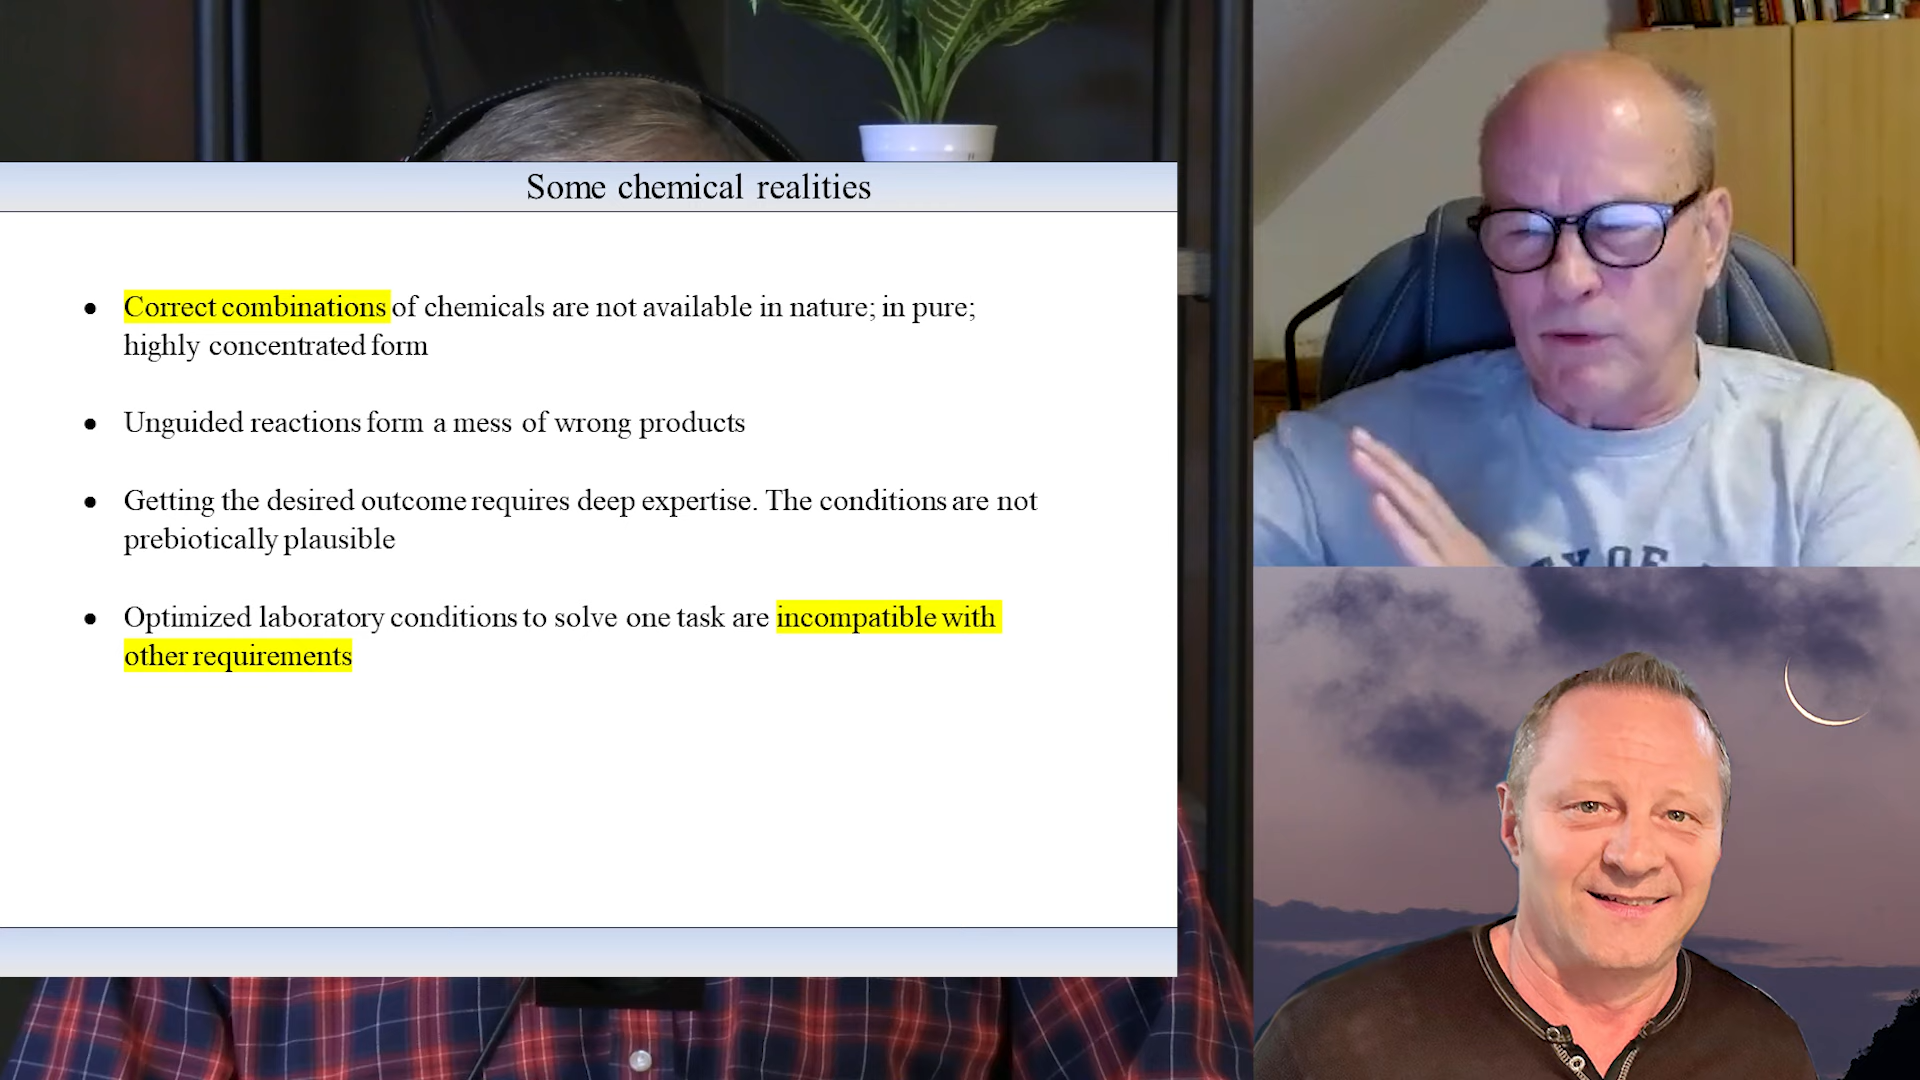 Some chemical realities
Correct combinations of chemicals are not available in nature; in pure;
highly concentrated form
Unguided reactions form a mess of wrong products
Getting the desired outcome requires deep expertise. The conditions are not
prebiotically plausible
Optimized laboratory conditions to solve one task are incompatible with
other requirements
OF